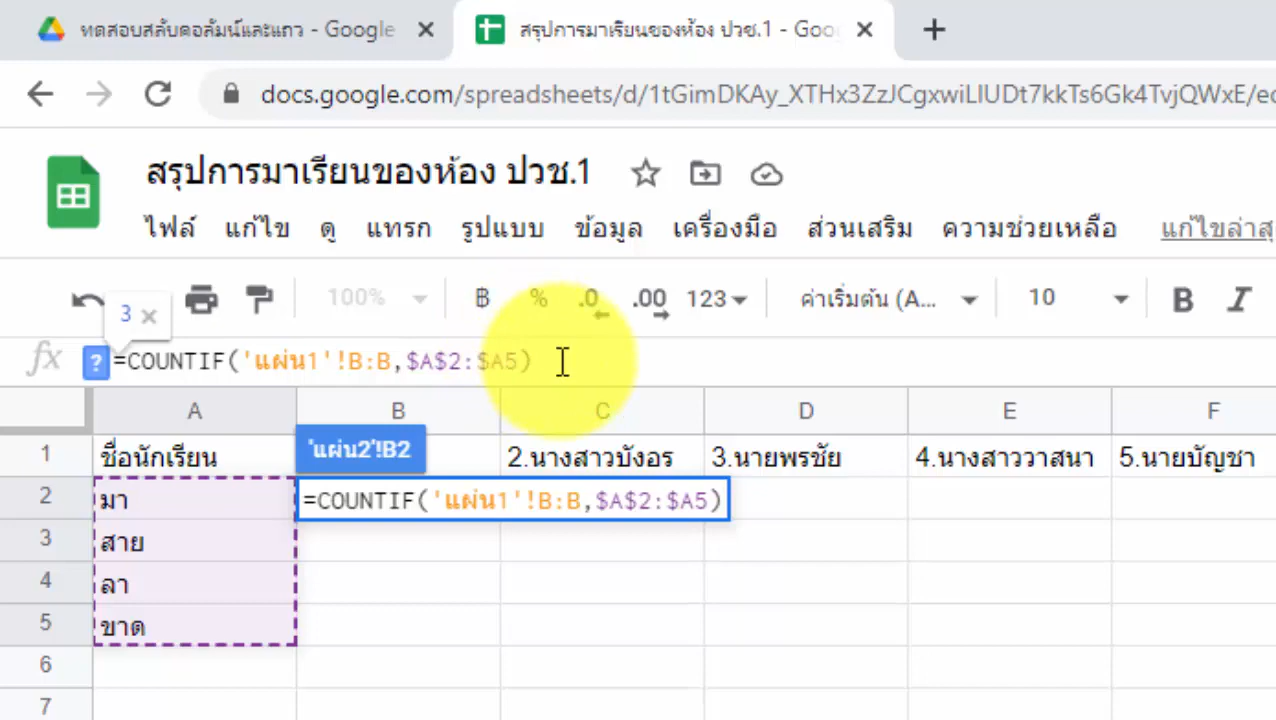 ทดสอบสลับคอลัมน์และแถว - Google
สรุปการมาเรียนของห้อง ปวช.1 - Goo
docs.google.com/spreadsheets/d/1tGimDKAy_XTHx3ZzJCgxwiLlUDt7kkTs6Gk4TvjQWxE/e
สรุปการมาเรียนของห้อง ปวช.1
ไฟล์ แก้ไข ดู แทรก รูปแบบ ข้อมูล เครื่องมือ ส่วนเสริม ความช่วยเหลือ แก้ไขล่าสุ
100% ฿ % .0 .00 123 ค่าเริ่มต้น (A... 10 B I
3 ×
fx ? =COUNTIF('แผ่น1'!B:B,$A$2:$A5)
A B C D E F
'แผ่น2'!B2
1 ชื่อนักเรียน 2.นางสาวบังอร 3.นายพรชัย 4.นางสาววาสนา 5.นายบัญชา
2 มา =COUNTIF('แผ่น1'!B:B,$A$2:$A5)
3 สาย
4 ลา
5 ขาด
6
7